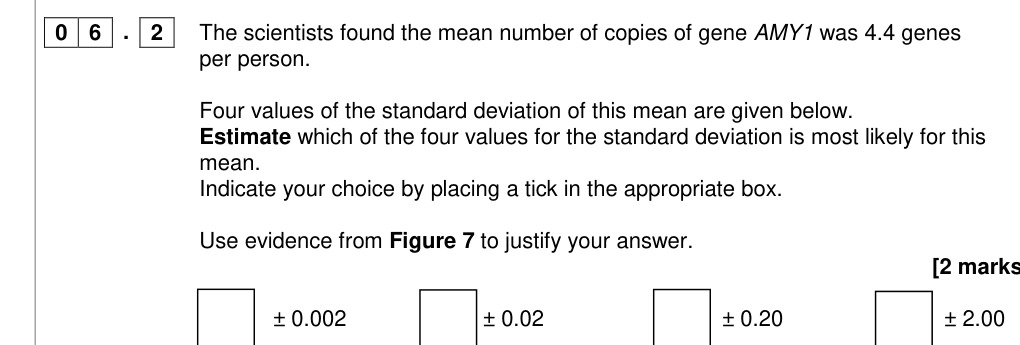 06.2 The scientists found the mean number of copies of gene AMY1 was 4.4 genes
per person.
Four values of the standard deviation of this mean are given below.
Estimate which of the four values for the standard deviation is most likely for this
mean.
Indicate your choice by placing a tick in the appropriate box.
Use evidence from Figure 7 to justify your answer.
[2 marks
± 0.002 ± 0.02 ± 0.20 ± 2.00